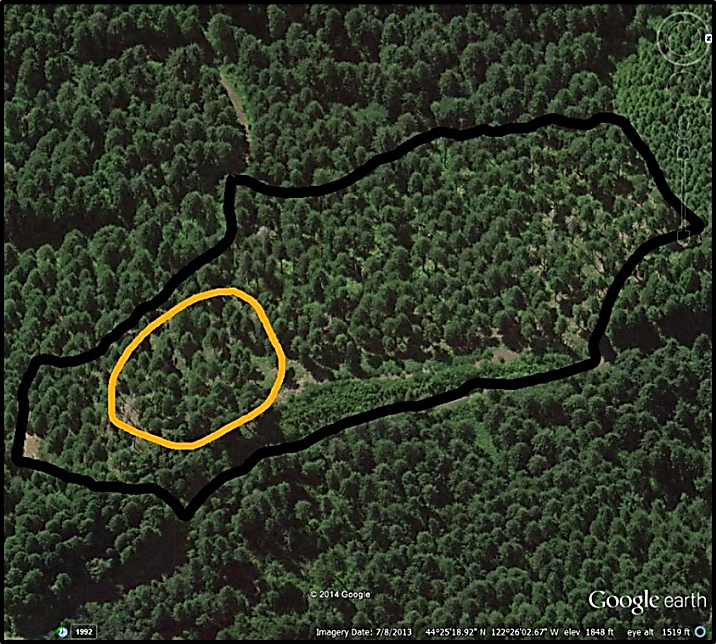 © 2014 Google
Google earth
1992
Imagery Date: 7/8/2013 44°25'18.92" N 122°26'02.67" W elev 1848 ft eye alt 1519 ft